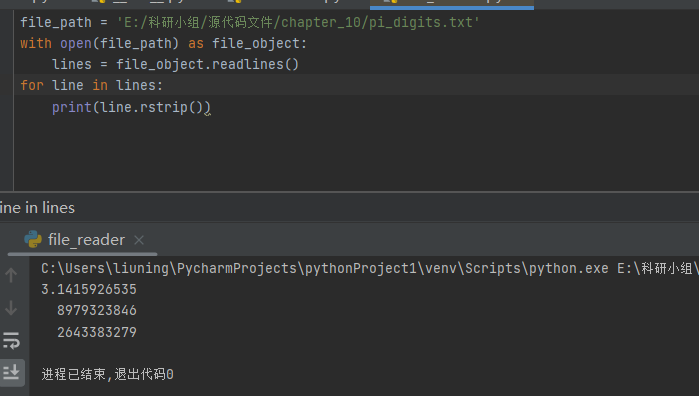 file_path = 'E:/科研小组/源代码文件/chapter_10/pi_digits.txt'
with open(file_path) as file_object:
    lines = file_object.readlines()
for line in lines:
    print(line.rstrip())
ine in lines
file_reader
C:\Users\liuning\PycharmProjects\pythonProject1\venv\Scripts\python.exe E:\科研小组\
3.1415926535
  8979323846
  2643383279
进程已结束,退出代码0